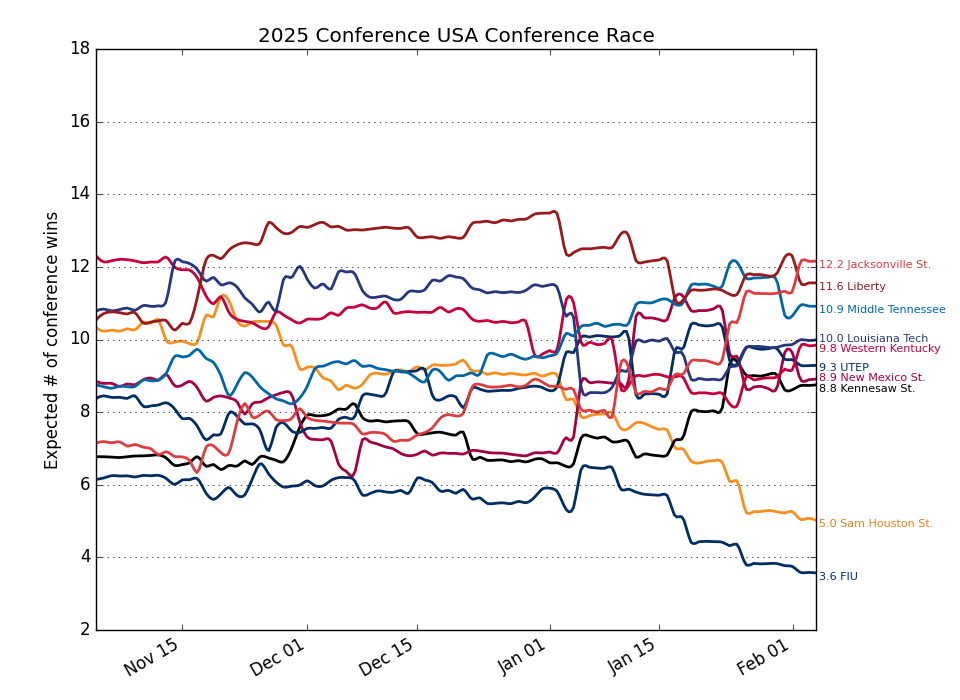 2025 Conference USA Conference Race
Expected # of conference wins
18
16
14
12
10
8
6
4
2
Nov 15
Dec 01
Dec 15
Jan 01
Jan 15
Feb 01
12.2 Jacksonville St.
11.6 Liberty
10.9 Middle Tennessee
10.0 Louisiana Tech
9.8 Western Kentucky
9.3 UTEP
8.9 New Mexico St.
8.8 Kennesaw St.
5.0 Sam Houston St.
3.6 FIU